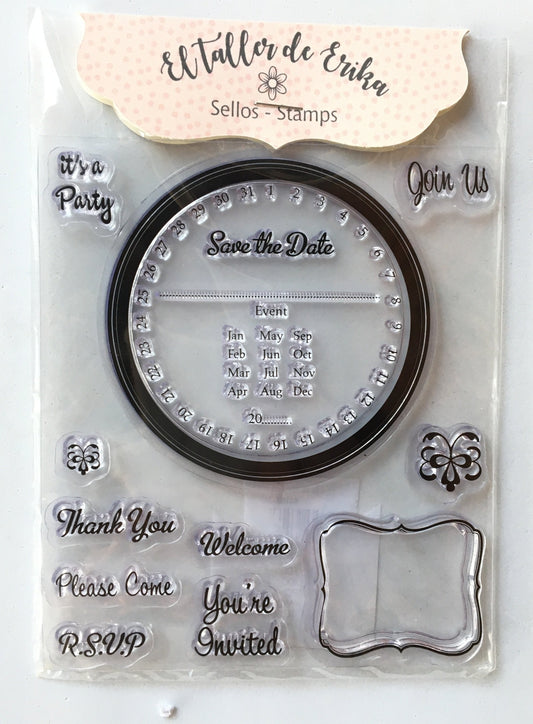 El Taller de Erika
Sellos - Stamps
it's a
Party
Join Us
1 2 3 4 5 6 7 8 9 10 11 12 13 14 15 16 17 18 19 20 21 22 23 24 25 26 27 28 29 30 31
Save the Date
Event
Jan May Sep
Feb Jun Oct
Mar Jul Nov
Apr Aug Dec
20..........
Thank You
Welcome
Please Come
You're
Invited
R.S.V.P